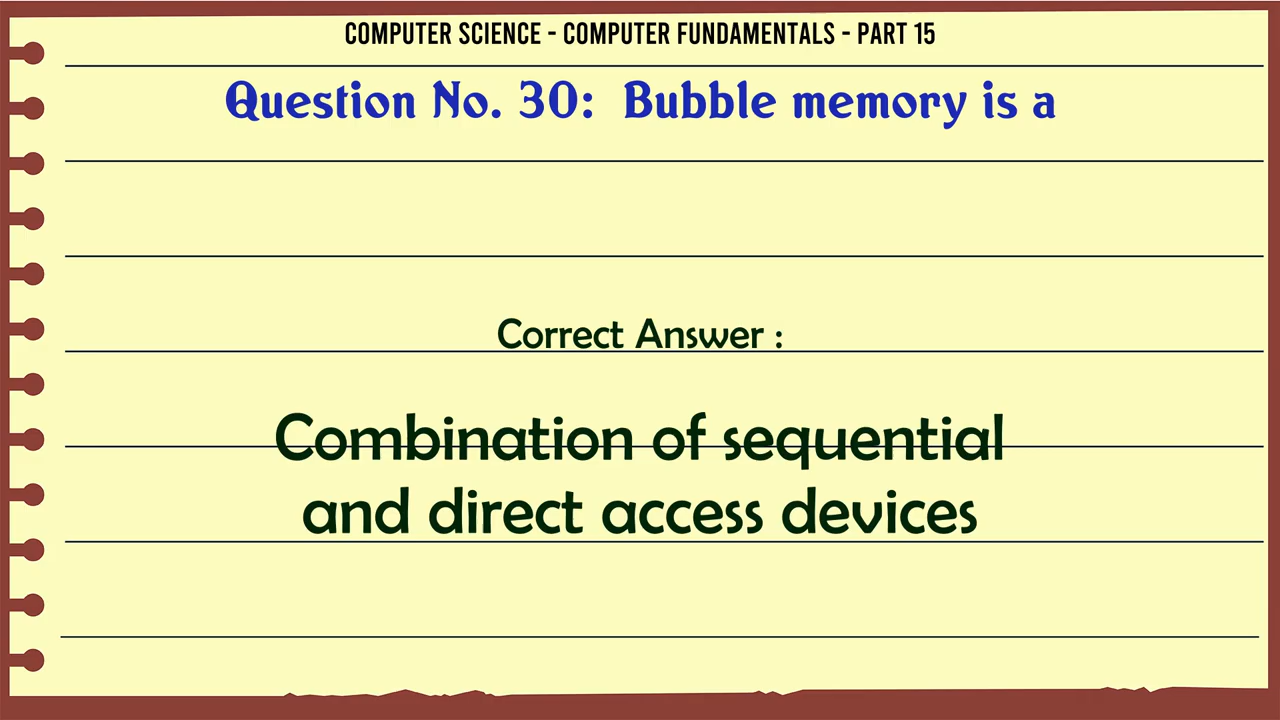 COMPUTER SCIENCE - COMPUTER FUNDAMENTALS - PART 15
Question No. 30: Bubble memory is a
Correct Answer :
Combination of sequential
and direct access devices